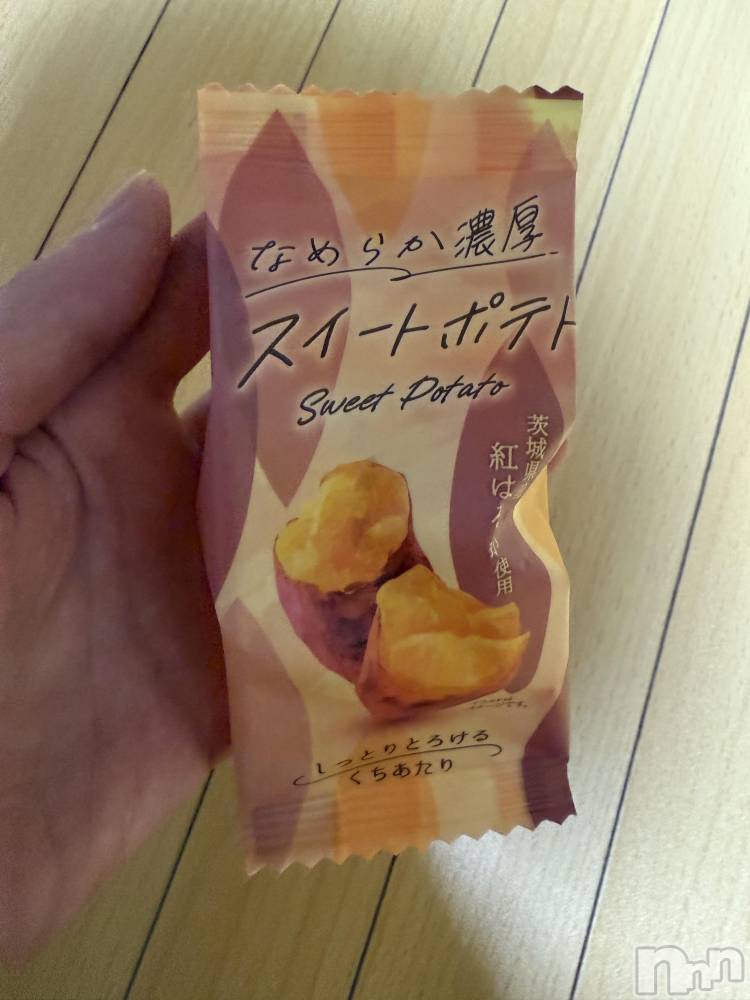 なめらか濃厚
スイートポテト
Sweet Potato
茨城県
紅は
使用
しっとりとろける
くちあたり
nnn